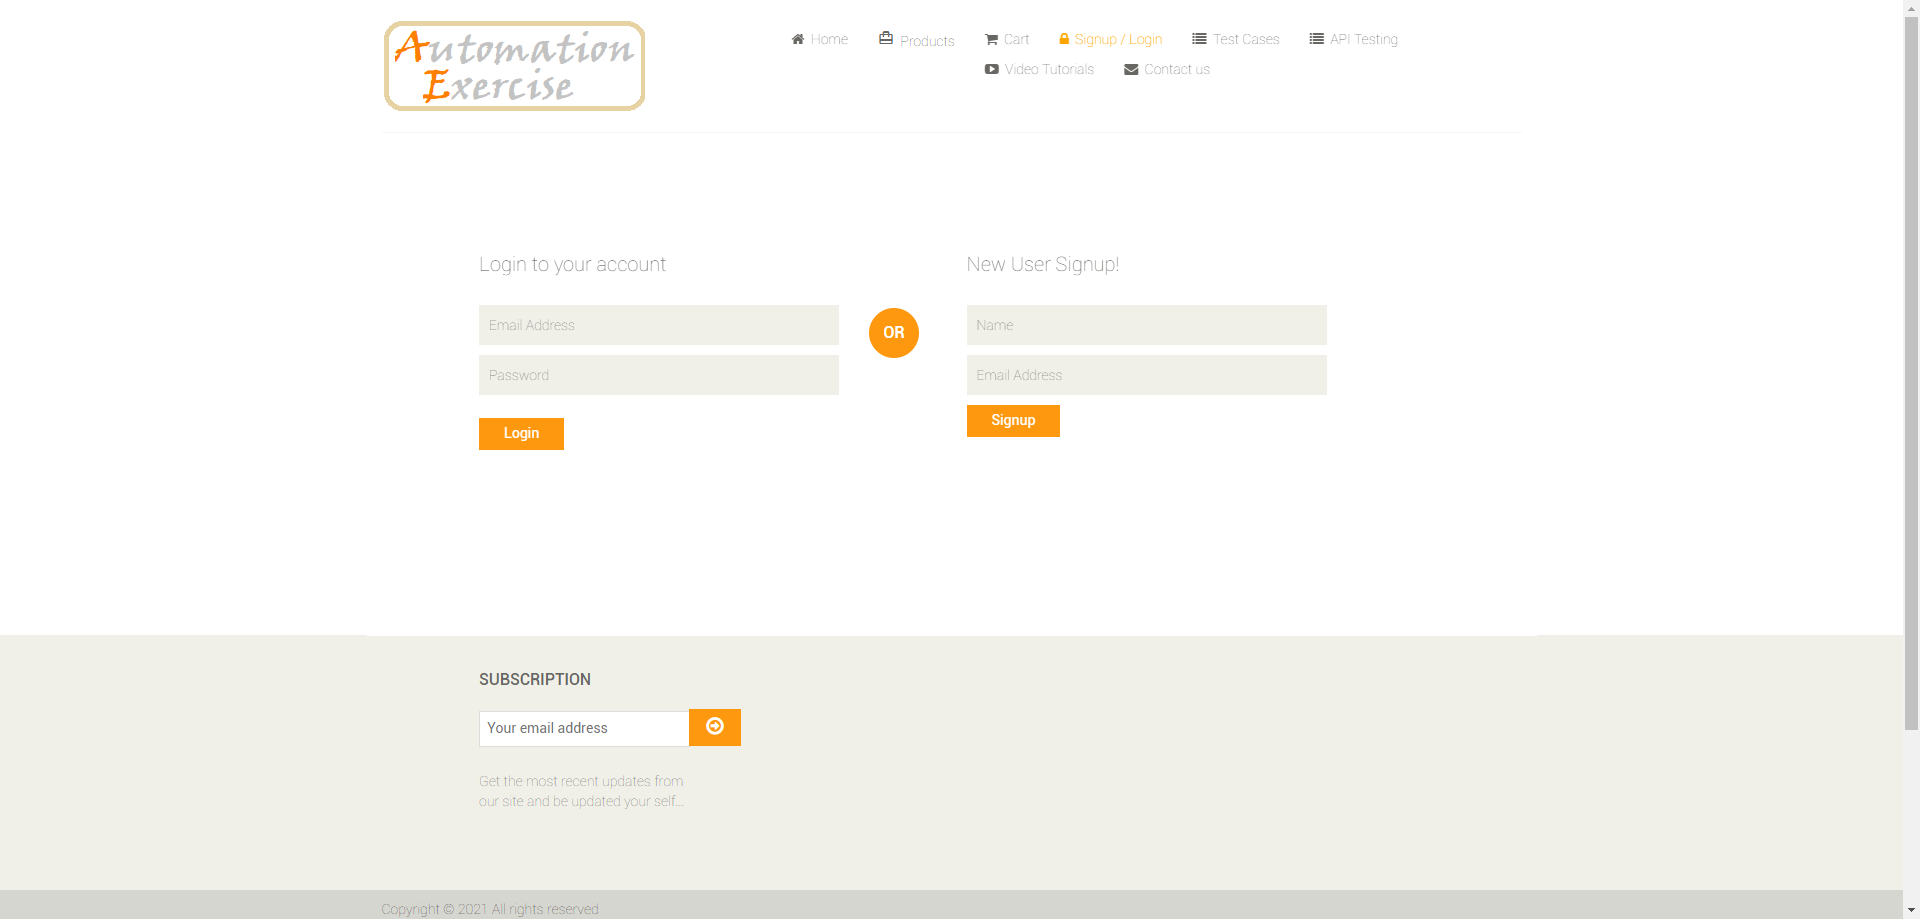 Automation
Exercise
Home Products Cart Signup / Login Test Cases API Testing
Video Tutorials Contact us
Login to your account
Email Address
Password
Login
OR
New User Signup!
Name
Email Address
Signup
SUBSCRIPTION
Your email address
Get the most recent updates from
our site and be updated your self...
Copyright © 2021 All rights reserved